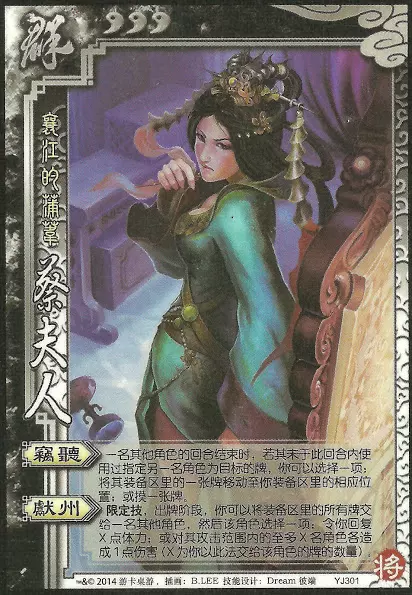 群
襄江的蒲葦
蔡夫人
竊聽
一名其他角色的回合结束时，若其未于此回合内使
用过指定另一名角色为目标的牌，你可以选择一项：
将其装备区里的一张牌移动至你装备区里的相应位
置；或摸一张牌。
獻州
限定技，出牌阶段，你可以将装备区里的所有牌交
给一名其他角色，然后该角色选择一项：令你回复
X点体力；或对其攻击范围内的至多X名角色各造
成1点伤害（X为你以此法交给该角色的牌的数量）。
将
™&© 2014 游卡桌游，插画：B.LEE 技能设计：Dream 彼端 YJ301